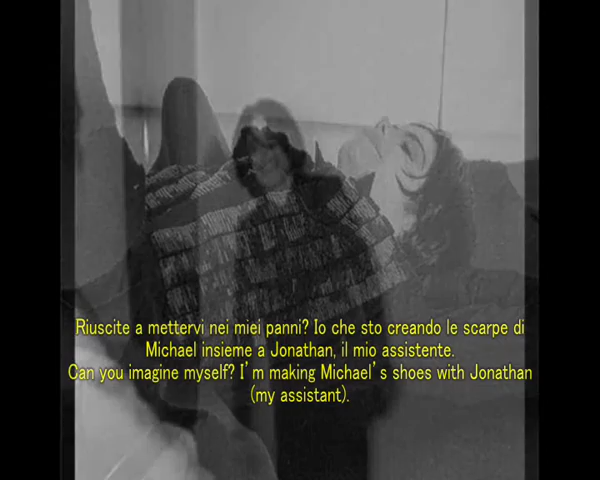 Riuscite a mettervi nei miei panni? Io che sto creando le scarpe di
Michael insieme a Jonathan, il mio assistente.
Can you imagine myself? I'm making Michael's shoes with Jonathan
(my assistant).